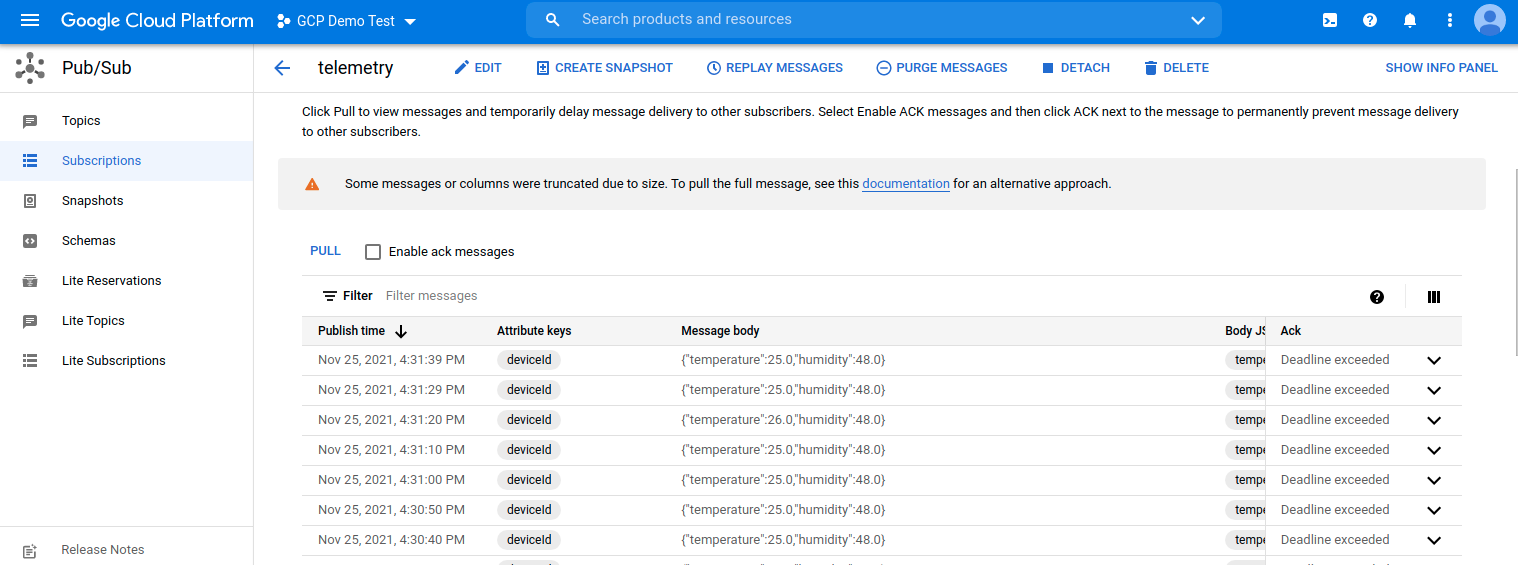 Google Cloud Platform GCP Demo Test Search products and resources
Pub/Sub
telemetry EDIT CREATE SNAPSHOT REPLAY MESSAGES PURGE MESSAGES DETACH DELETE SHOW INFO PANEL
Topics
Subscriptions
Snapshots
Schemas
Lite Reservations
Lite Topics
Lite Subscriptions
Release Notes
Click Pull to view messages and temporarily delay message delivery to other subscribers. Select Enable ACK messages and then click ACK next to the message to permanently prevent message delivery
to other subscribers.
Some messages or columns were truncated due to size. To pull the full message, see this documentation for an alternative approach.
PULL Enable ack messages
Filter Filter messages
Publish time Attribute keys Message body Body JS Ack
Nov 25, 2021, 4:31:39 PM deviceId {"temperature":25.0,"humidity":48.0} tempe Deadline exceeded
Nov 25, 2021, 4:31:29 PM deviceId {"temperature":25.0,"humidity":48.0} tempe Deadline exceeded
Nov 25, 2021, 4:31:20 PM deviceId {"temperature":26.0,"humidity":48.0} tempe Deadline exceeded
Nov 25, 2021, 4:31:10 PM deviceId {"temperature":25.0,"humidity":48.0} tempe Deadline exceeded
Nov 25, 2021, 4:31:00 PM deviceId {"temperature":25.0,"humidity":48.0} tempe Deadline exceeded
Nov 25, 2021, 4:30:50 PM deviceId {"temperature":25.0,"humidity":48.0} tempe Deadline exceeded
Nov 25, 2021, 4:30:40 PM deviceId {"temperature":25.0,"humidity":48.0} tempe Deadline exceeded